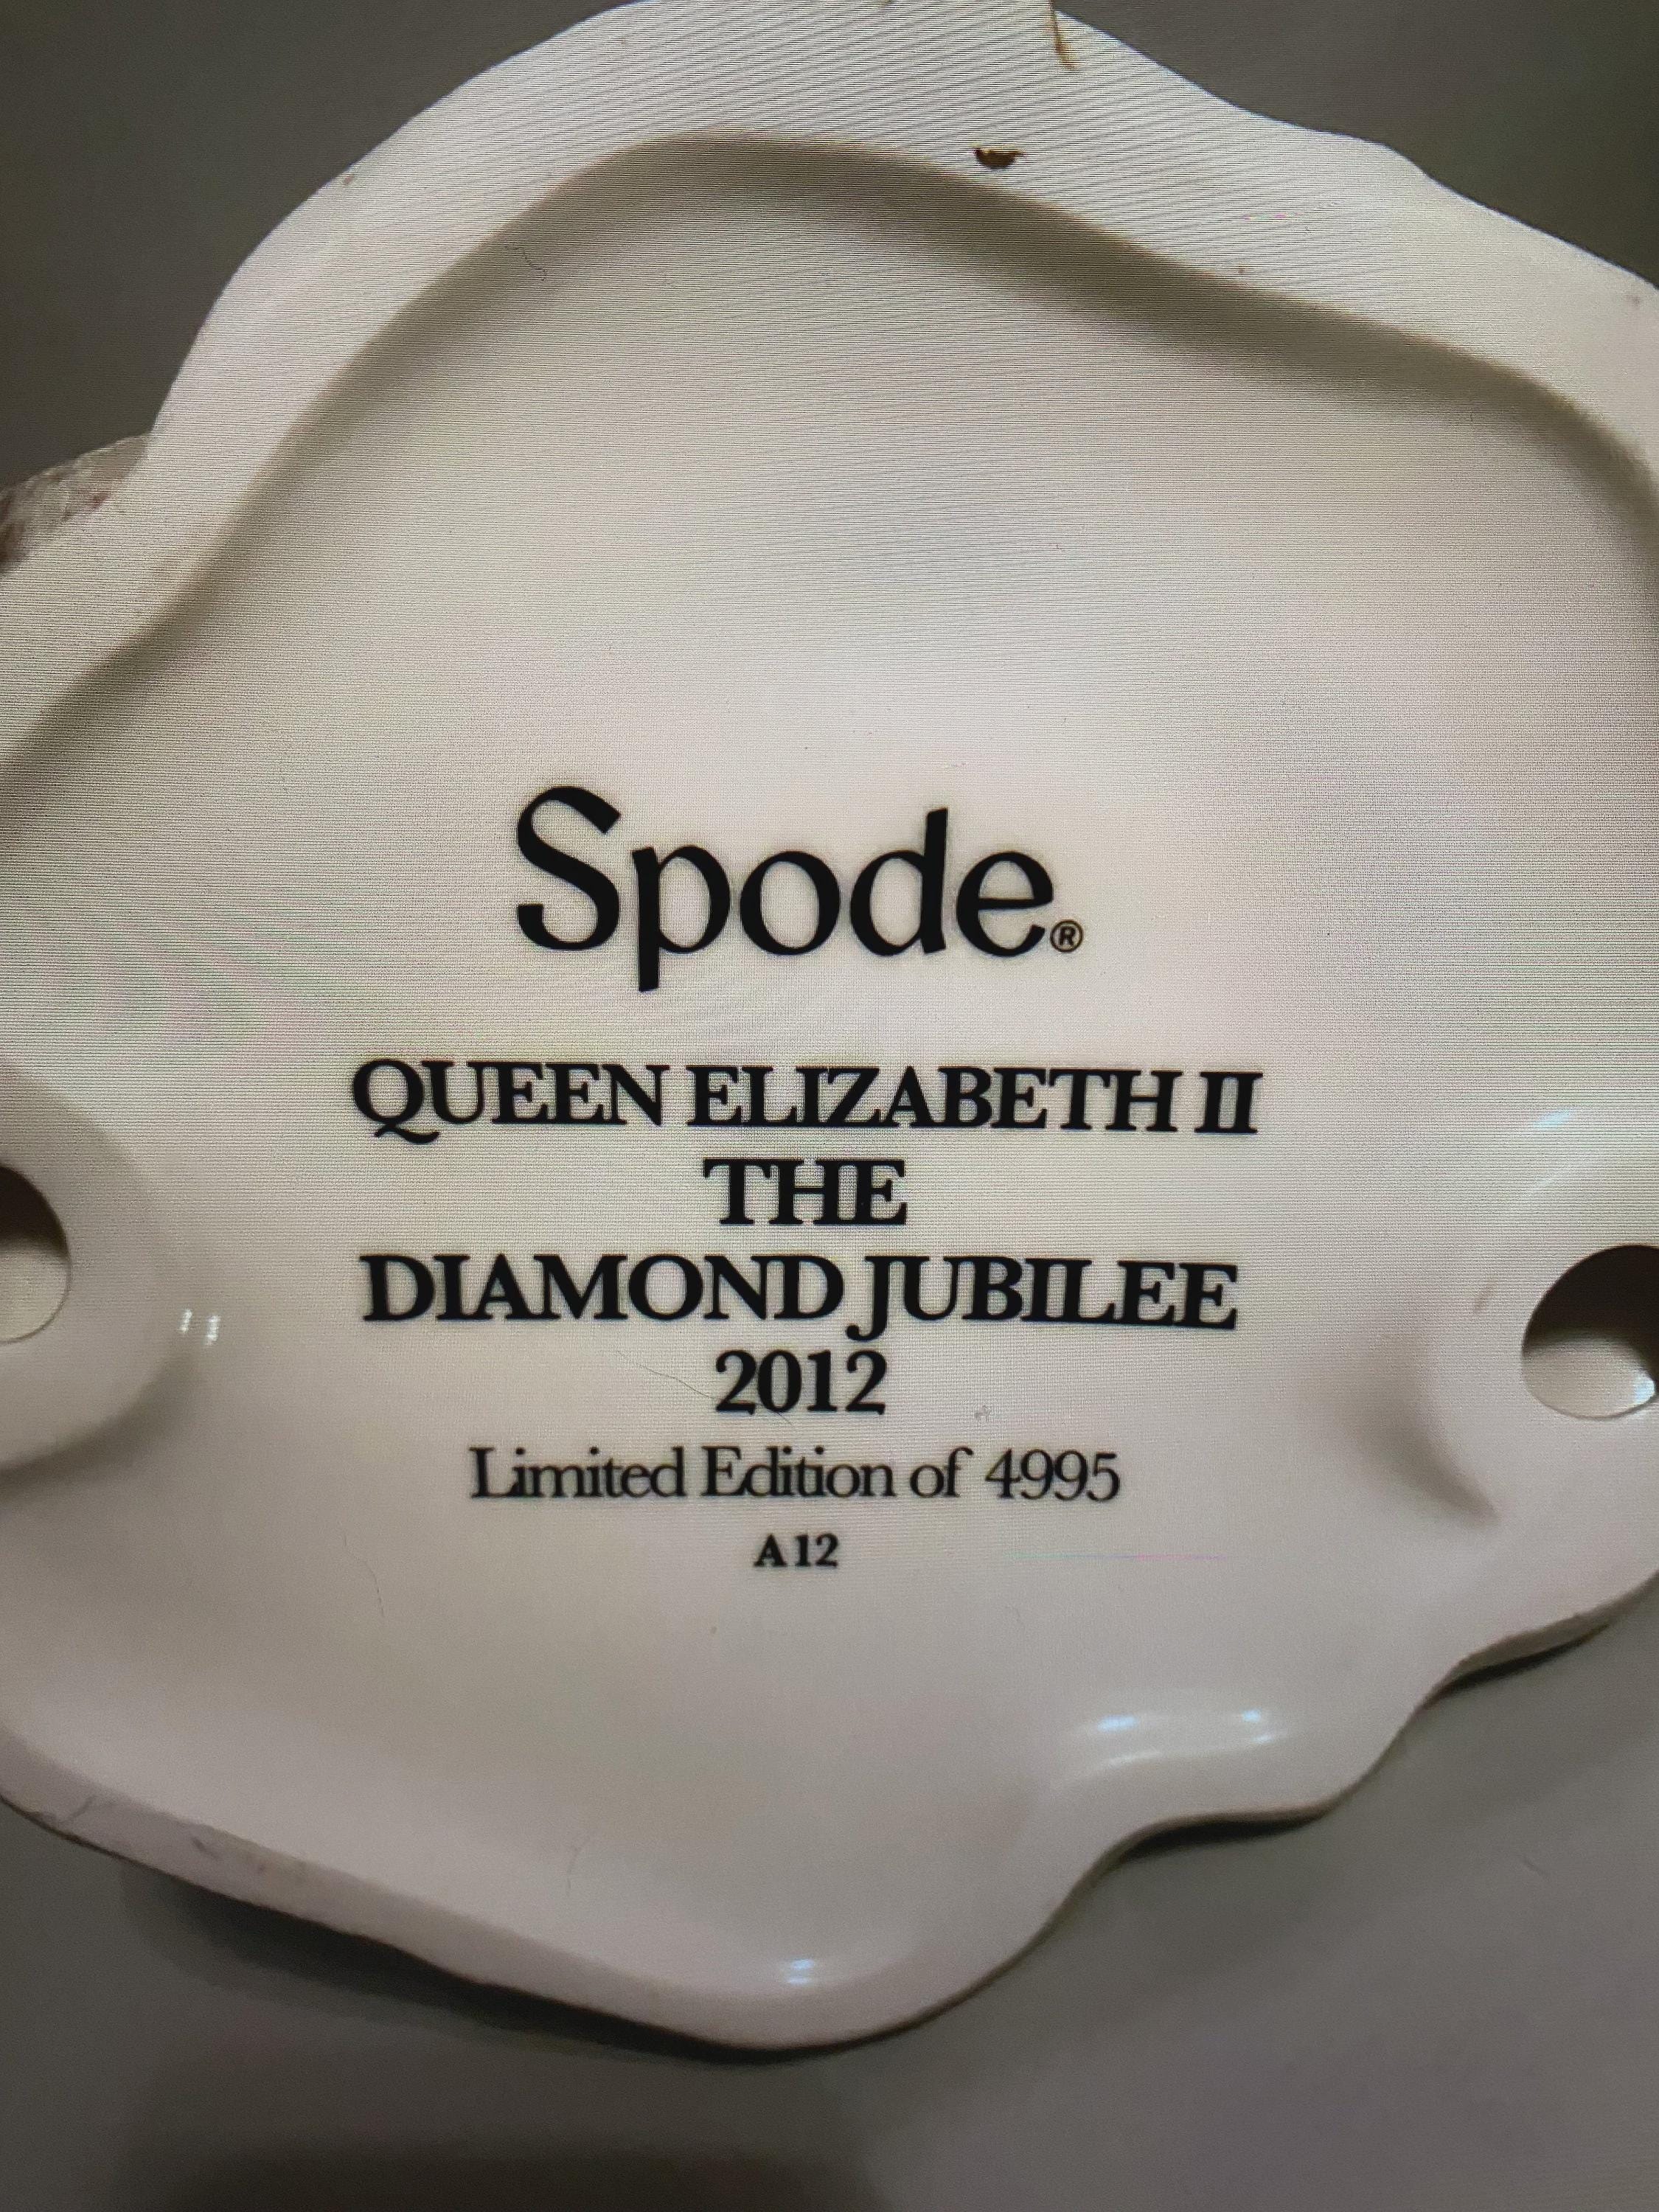 Spode®
QUEEN ELIZABETH II
THE
DIAMOND JUBILEE
2012
Limited Edition of 4995
A12